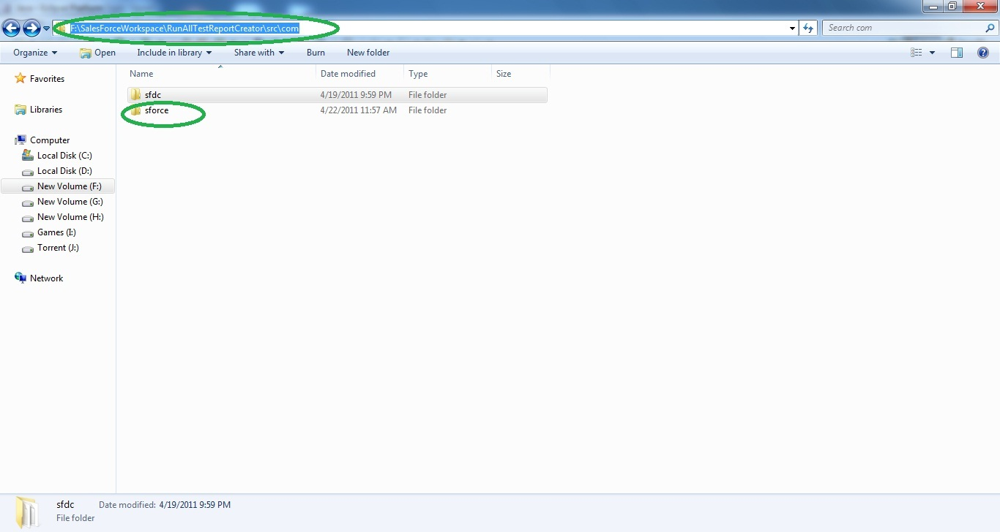 F:\SalesForceWorkspace\RunAllTestReportCreator\src\com
Search com
Organize Open Include in library Share with Burn New folder
Favorites
Libraries
Computer
Local Disk (C:)
Local Disk (D:)
New Volume (F:)
New Volume (G:)
New Volume (H:)
Games (I:)
Torrent (J:)
Network
Name Date modified Type Size
sfdc 4/19/2011 9:59 PM File folder
sforce 4/22/2011 11:57 AM File folder
sfdc Date modified: 4/19/2011 9:59 PM
File folder